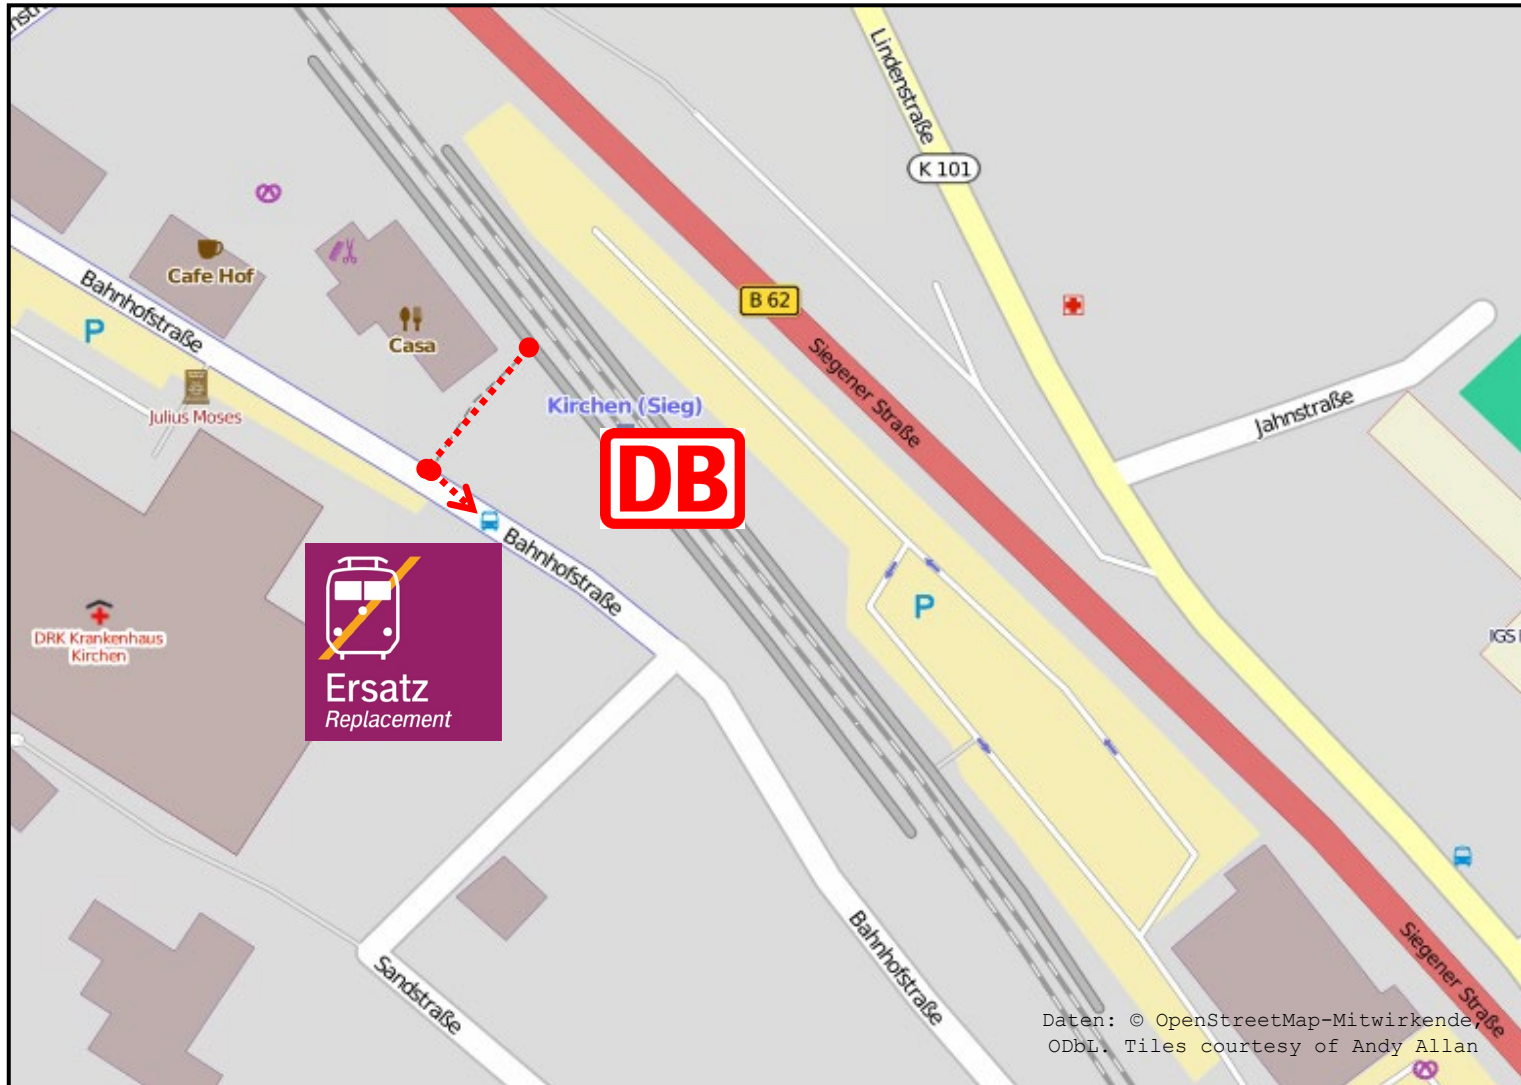 Lindenstraße
K 101
Cafe Hof
Bahnhofstraße
P
Casa
B 62
Siegener Straße
Julius Moses
Kirchen (Sieg)
DB
Jahnstraße
Bahnhofstraße
P
DRK Krankenhaus
Kirchen
IGS
Ersatz
Replacement
Bahnhofstraße
Sandstraße
Siegener Straße
Daten: © OpenStreetMap-Mitwirkende,
ODbL. Tiles courtesy of Andy Allan